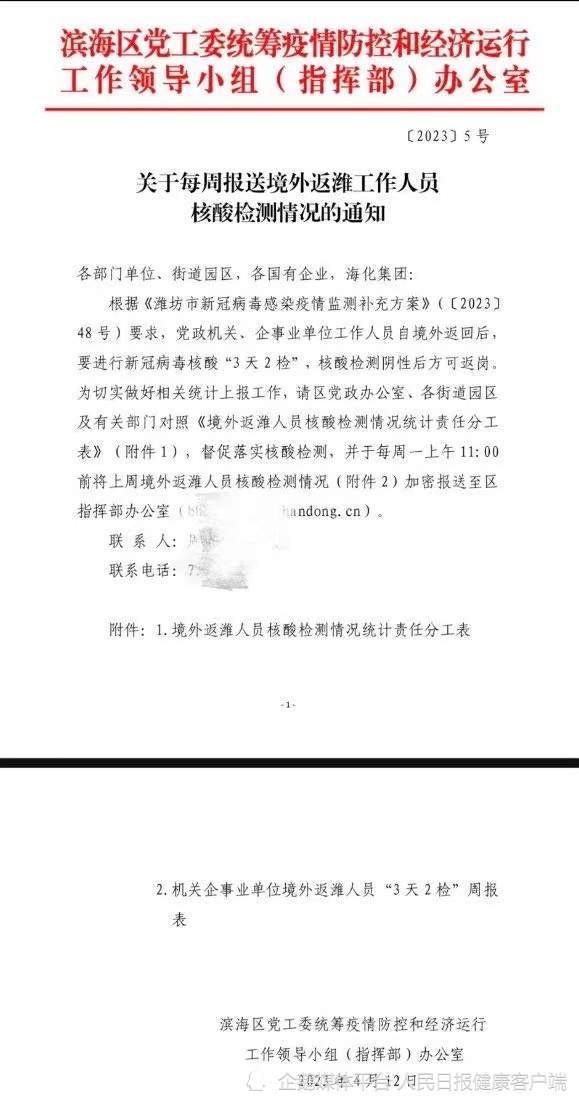 滨海区党工委统筹疫情防控和经济运行
工作领导小组（指挥部）办公室
〔2023〕5 号
关于每周报送境外返潍工作人员
核酸检测情况的通知
各部门单位、街道园区，各国有企业，海化集团：
根据《潍坊市新冠病毒感染疫情监测补充方案》（〔2023〕
48 号）要求，党政机关、企事业单位工作人员自境外返回后，
要进行新冠病毒核酸“3 天 2 检”，核酸检测阴性后方可返岗。
为切实做好相关统计上报工作，请区党政办公室、各街道园区
及有关部门对照《境外返潍人员核酸检测情况统计责任分工
表》（附件 1），督促落实核酸检测，并于每周一上午 11:00
前将上周境外返潍人员核酸检测情况（附件 2）加密报送至区
指挥部办公室（ handong.cn）。
联 系 人：
联系电话：7
附件：1.境外返潍人员核酸检测情况统计责任分工表
-1-
2.机关企事业单位境外返潍人员“3 天 2 检”周报
表
滨海区党工委统筹疫情防控和经济运行
工作领导小组（指挥部）办公室
2023 年 4 月 12 日
企鹅媒体平台 人民日报健康客户端